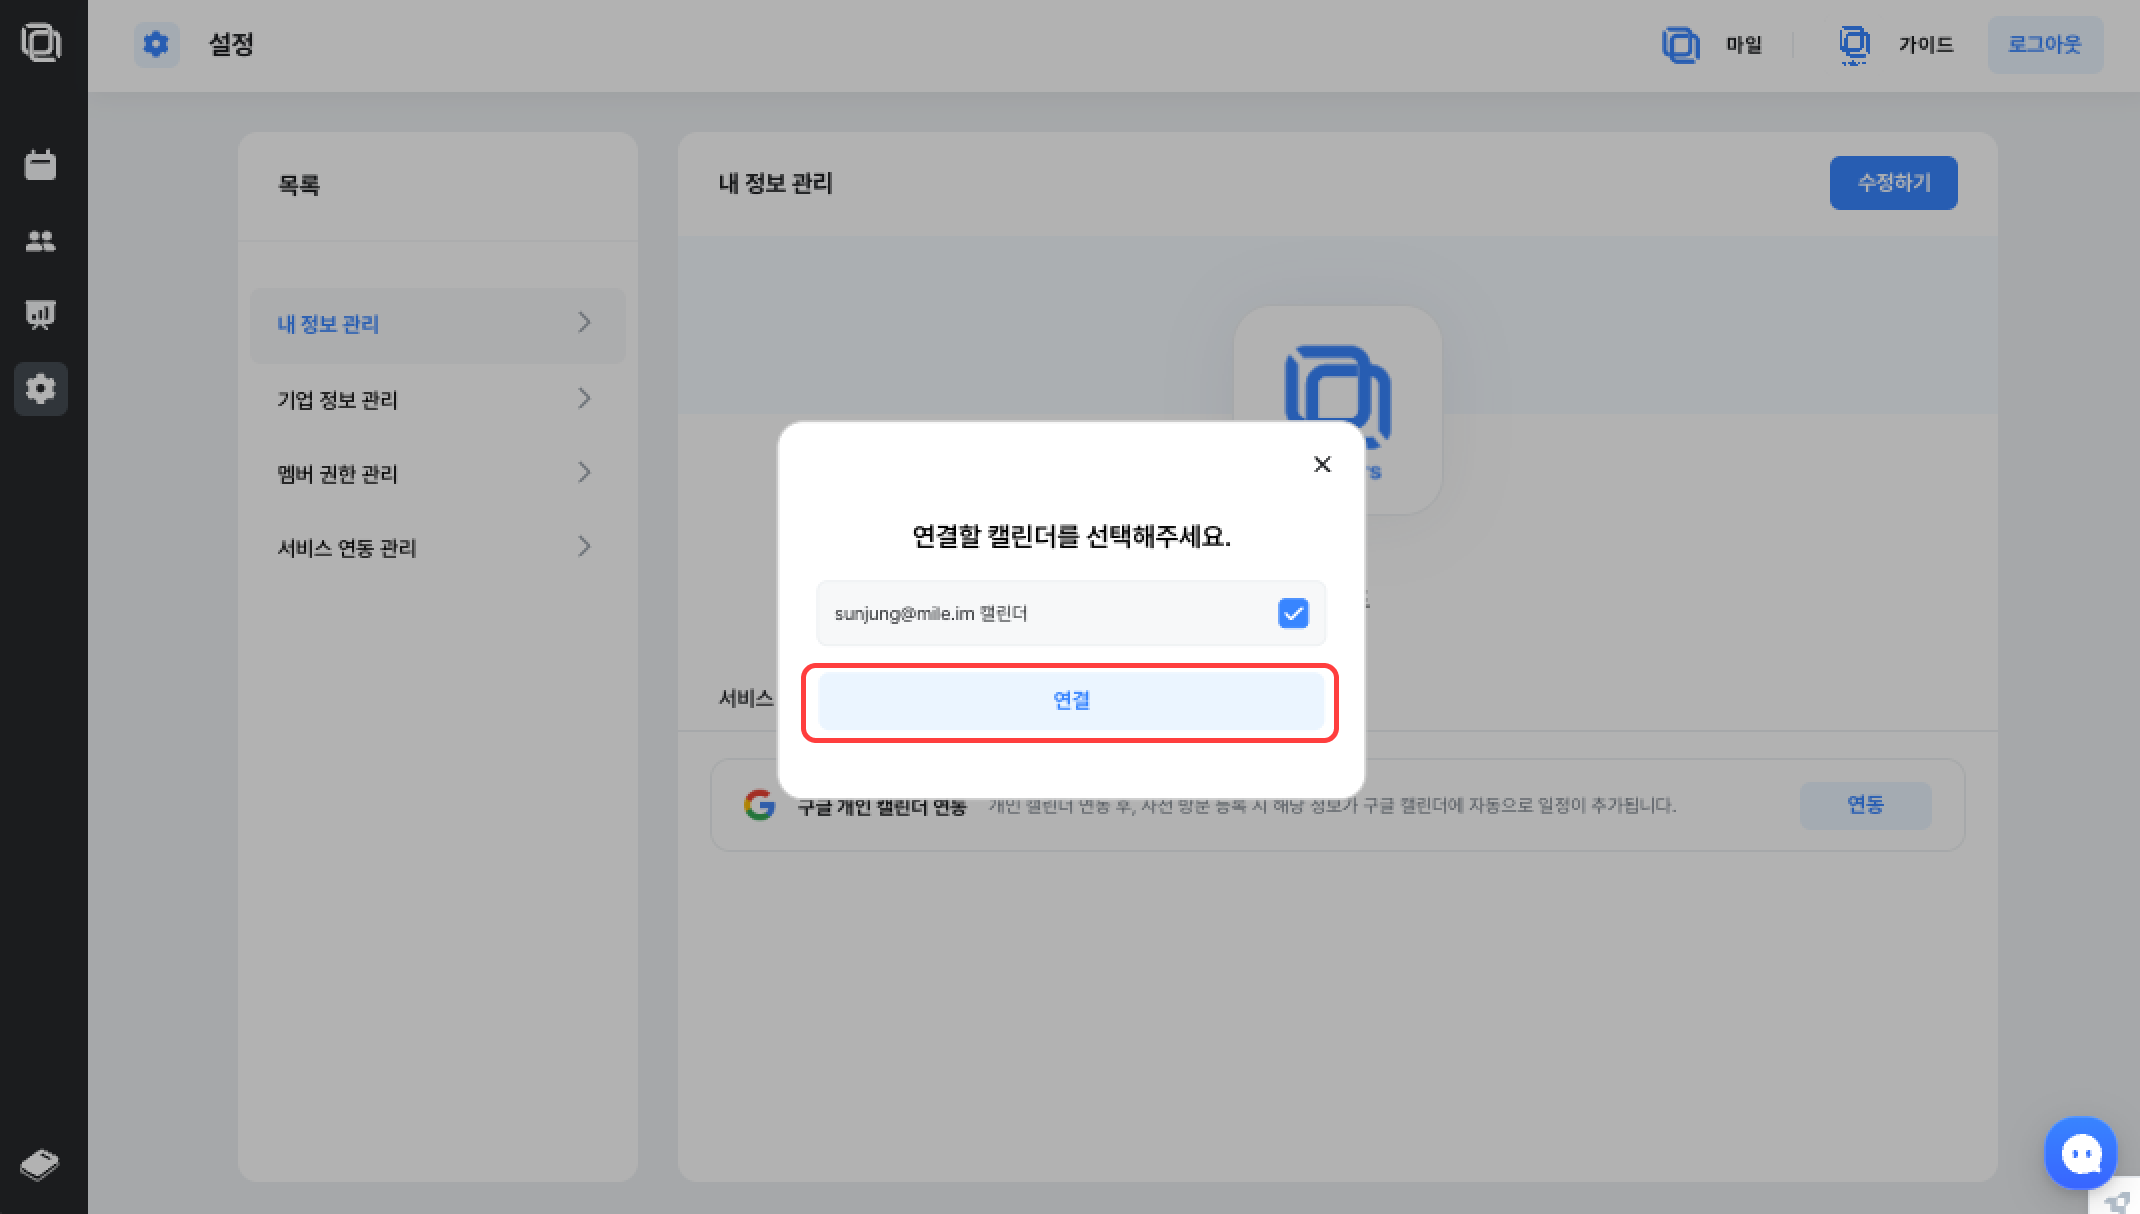 설정
마일
가이드
로그아웃
목록
내 정보 관리
기업 정보 관리
멤버 권한 관리
서비스 연동 관리
내 정보 관리
수정하기
연결할 캘린더를 선택해주세요.
sunjung@mile.im 캘린더
연결
서비스
구글 개인 캘린더 연동 개인 캘린더 연동 후, 사전 방문 등록 시 해당 정보가 구글 캘린더에 자동으로 일정이 추가됩니다.
연동